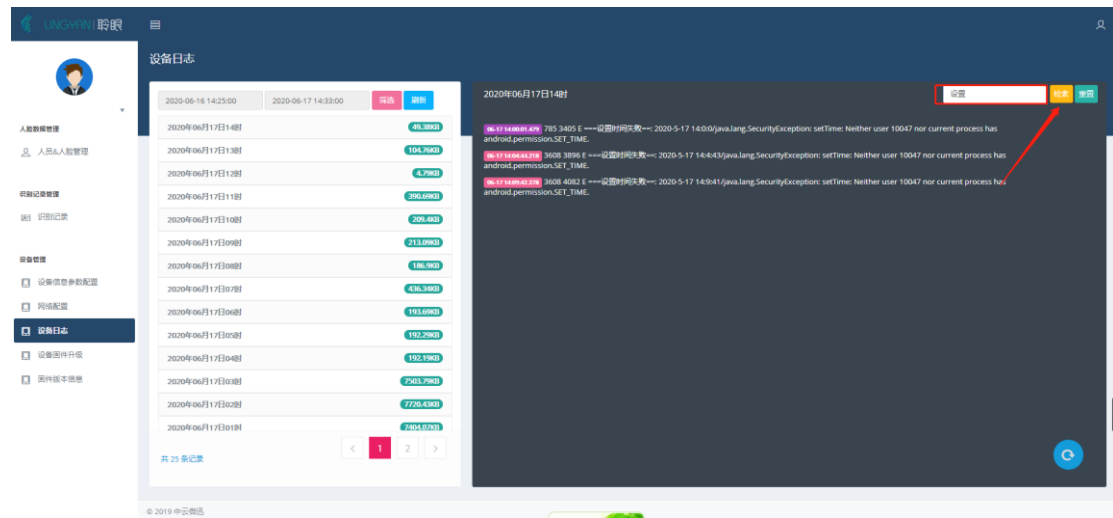 UNGYAN|聆眼
设备日志
人脸数据管理
人员&人脸管理
识别记录管理
识别记录
设备管理
设备信息参数配置
网络配置
设备日志
设备固件升级
固件版本信息
2020-06-16 14:25:00 2020-06-17 14:33:00 筛选 刷新
2020年06月17日14时 49.38KB
2020年06月17日13时 104.76KB
2020年06月17日12时 4.79KB
2020年06月17日11时 390.69KB
2020年06月17日10时 209.4KB
2020年06月17日09时 213.09KB
2020年06月17日08时 186.9KB
2020年06月17日07时 436.34KB
2020年06月17日06时 193.69KB
2020年06月17日05时 192.29KB
2020年06月17日04时 192.19KB
2020年06月17日03时 7503.79KB
2020年06月17日02时 7720.43KB
2020年06月17日01时 7404.07KB
共 25 条记录 < 1 2 >
2020年06月17日14时 设置 检索 重置
06-17 14:00:01.479 785 3405 E ===设置时间失败==: 2020-5-17 14:0:0/java.lang.SecurityException: setTime: Neither user 10047 nor current process has
android.permission.SET_TIME.
06-17 14:04:44.218 3608 3896 E ===设置时间失败==: 2020-5-17 14:4:43/java.lang.SecurityException: setTime: Neither user 10047 nor current process has
android.permission.SET_TIME.
06-17 14:09:42.278 3608 4082 E ===设置时间失败==: 2020-5-17 14:9:41/java.lang.SecurityException: setTime: Neither user 10047 nor current process has
android.permission.SET_TIME.
© 2019 中云微迅